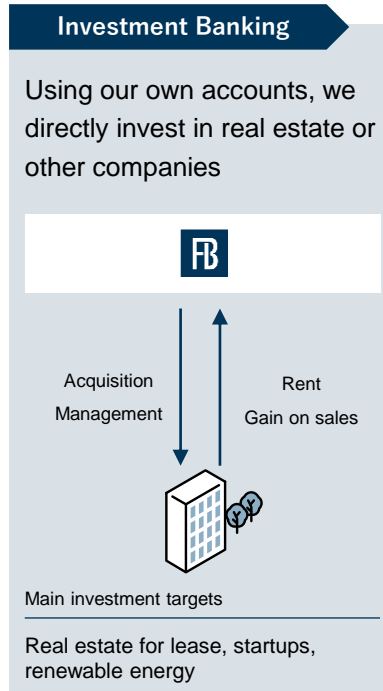 Investment Banking
Using our own accounts, we
directly invest in real estate or
other companies
FB
Acquisition
Management
Rent
Gain on sales
Main investment targets
Real estate for lease, startups,
renewable energy